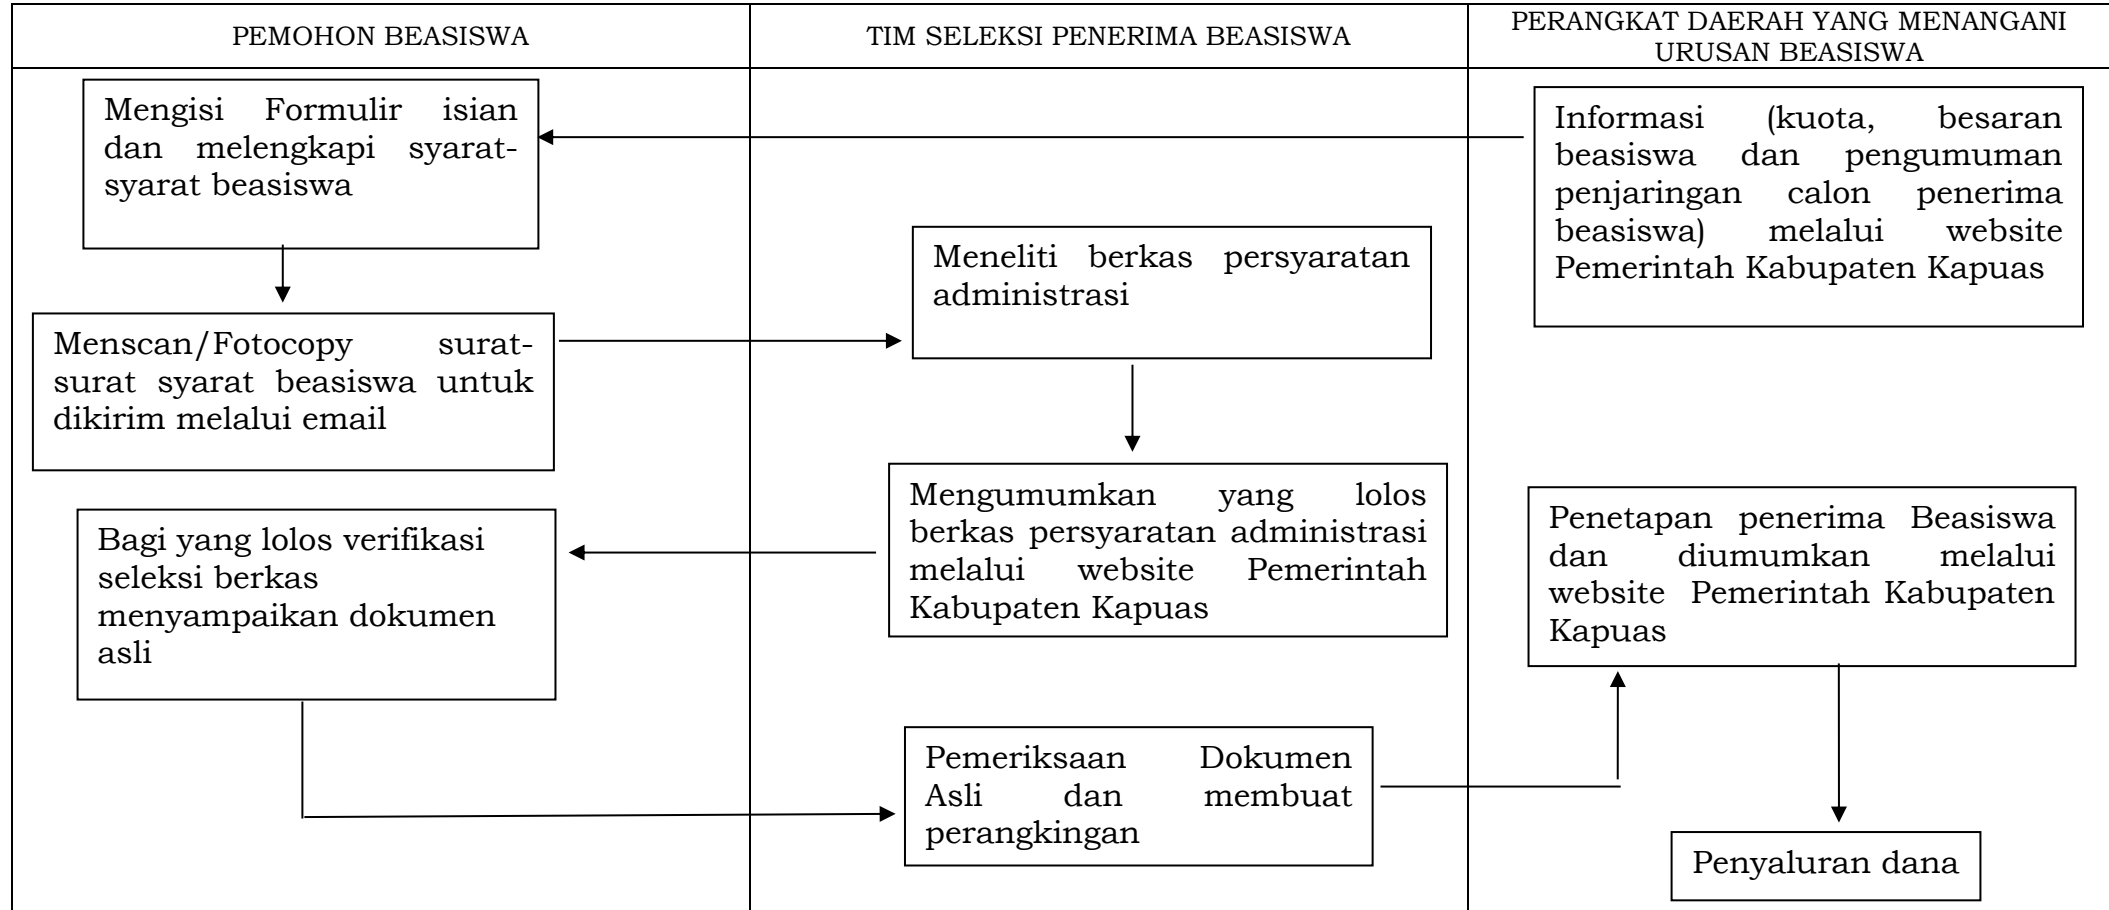 PEMOHON BEASISWA
TIM SELEKSI PENERIMA BEASISWA
PERANGKAT DAERAH YANG MENANGANI
URUSAN BEASISWA
Mengisi Formulir isian
dan melengkapi syarat-
syarat beasiswa
Informasi (kuota, besaran
beasiswa dan pengumuman
penjaringan calon penerima
beasiswa) melalui website
Pemerintah Kabupaten Kapuas
Meneliti berkas persyaratan
administrasi
Menscan/Fotocopy surat-
surat syarat beasiswa untuk
dikirim melalui email
Mengumumkan yang lolos
berkas persyaratan administrasi
melalui website Pemerintah
Kabupaten Kapuas
Bagi yang lolos verifikasi
seleksi berkas
menyampaikan dokumen
asli
Penetapan penerima Beasiswa
dan diumumkan melalui
website Pemerintah Kabupaten
Kapuas
Pemeriksaan Dokumen
Asli dan membuat
perangkingan
Penyaluran dana